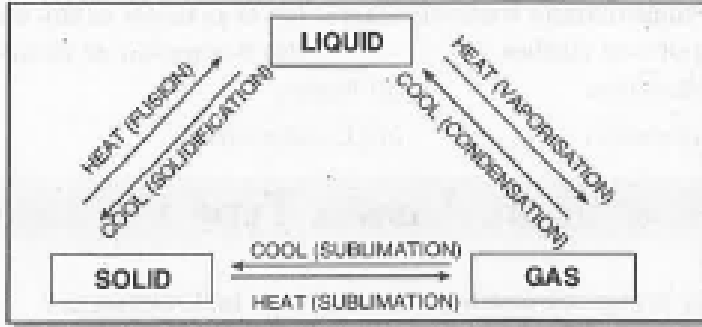 LIQUID
HEAT (FUSION)
COOL (SOLIDIFICATION)
HEAT (VAPORISATION)
COOL (CONDENSATION)
SOLID
COOL (SUBLIMATION)
HEAT (SUBLIMATION)
GAS